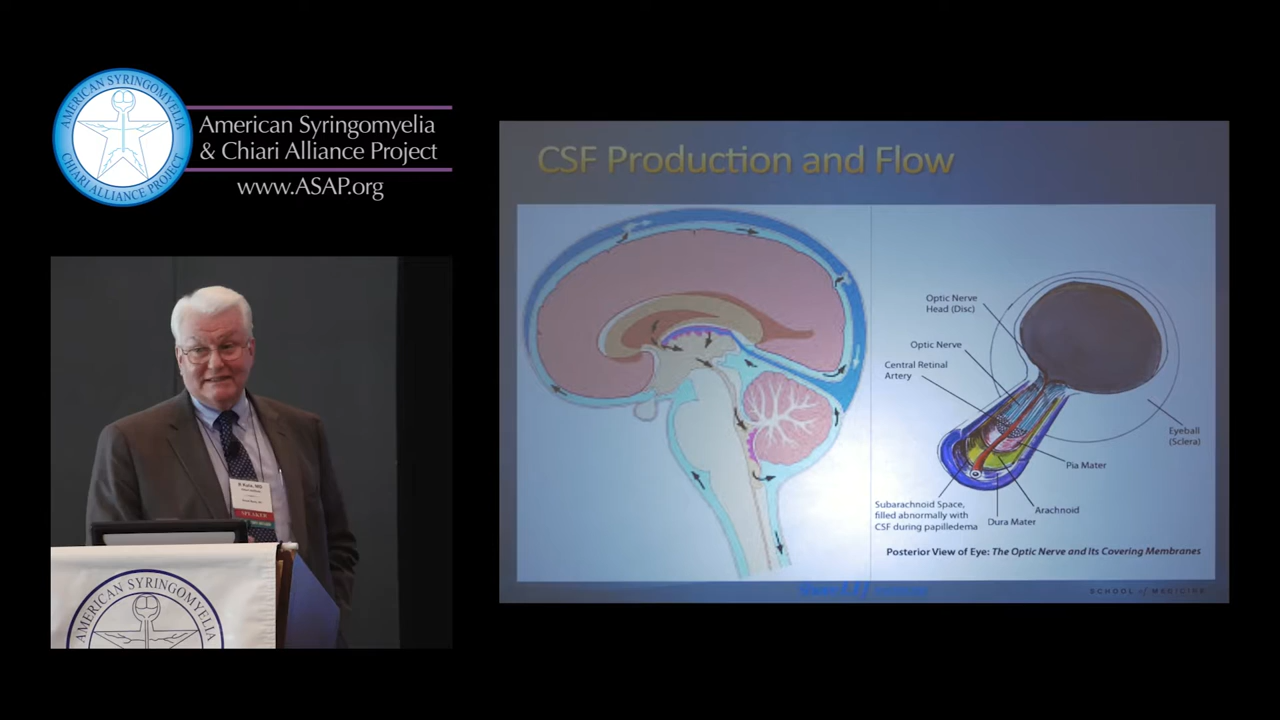 AMERICAN SYRINGOMYELIA
CHIARI ALLIANCE PROJECT
American Syringomyelia
& Chiari Alliance Project
www.ASAP.org
CSF Production and Flow
Optic Nerve
Head (Disc)
Optic Nerve
Central Retinal
Artery
Eyeball
(Sclera)
Pia Mater
Subarachnoid Space,
filled abnormally with
CSF during papilledema
Arachnoid
Dura Mater
Posterior View of Eye: The Optic Nerve and Its Covering Membranes
SCHOOL of MEDICINE
SPEAKER
AMERICAN SYRINGOMYELIA